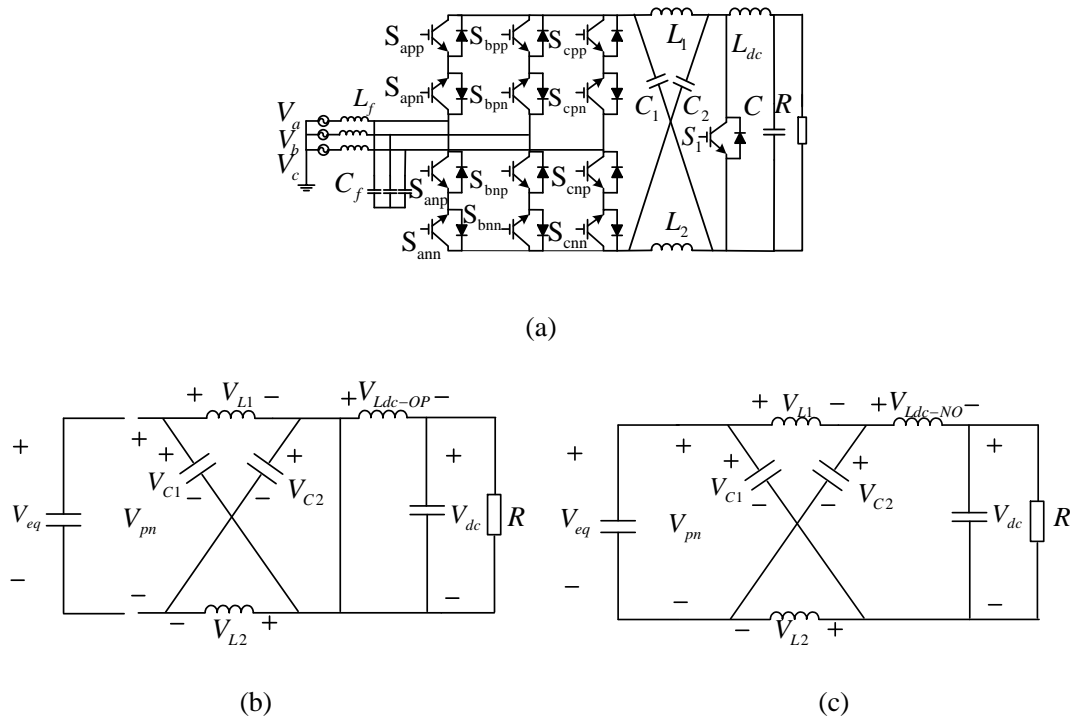 S_app S_bpp S_cpp L_1 L_dc
S_apn S_bpn S_cpn C_1 C_2 C R
V_a L_f
V_b
V_c
S_1
C_f S_anp S_bnp S_cnp
S_ann S_bnn S_cnn L_2
(a)
+ V_L1 − + V_Ldc−OP −
+ + + V_C1 − + − V_C2 +
V_eq V_pn V_dc R
− − − V_L2 + −
(b)
+ V_L1 − + V_Ldc−NO −
+ + + V_C1 − + − V_C2 +
V_eq V_pn V_dc R
− − − V_L2 + −
(c)